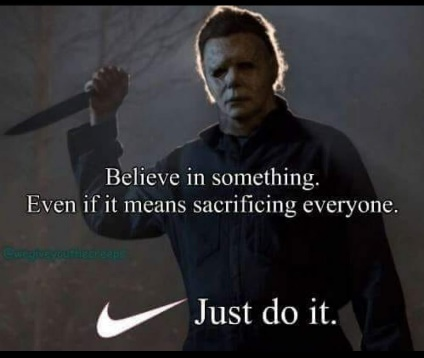 Believe in something.
Even if it means sacrificing everyone.
Just do it.